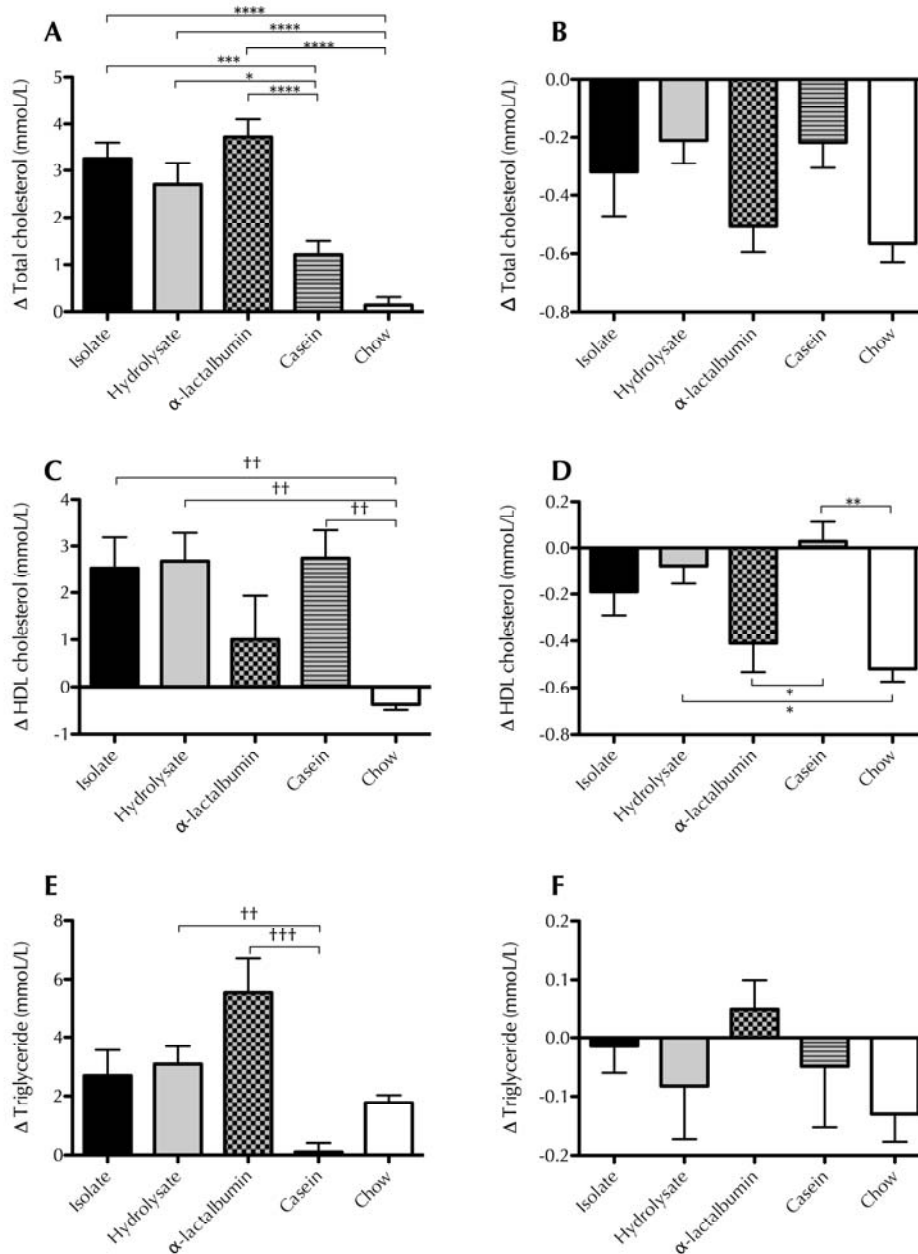 A
****
****
****
***
*
****
Δ Total cholesterol (mmoL/L)
5
4
3
2
1
0
Isolate
Hydrolysate
α-lactalbumin
Casein
Chow
B
Δ Total cholesterol (mmoL/L)
0.0
-0.2
-0.4
-0.6
-0.8
Isolate
Hydrolysate
α-lactalbumin
Casein
Chow
C
††
††
††
Δ HDL cholesterol (mmoL/L)
4
3
2
1
0
-1
Isolate
Hydrolysate
α-lactalbumin
Casein
Chow
D
**
*
*
Δ HDL cholesterol (mmoL/L)
0.2
0.0
-0.2
-0.4
-0.6
-0.8
Isolate
Hydrolysate
α-lactalbumin
Casein
Chow
E
††
†††
Δ Triglyceride (mmoL/L)
8
6
4
2
0
Isolate
Hydrolysate
α-lactalbumin
Casein
Chow
F
Δ Triglyceride (mmoL/L)
0.2
0.1
0.0
-0.1
-0.2
Isolate
Hydrolysate
α-lactalbumin
Casein
Chow